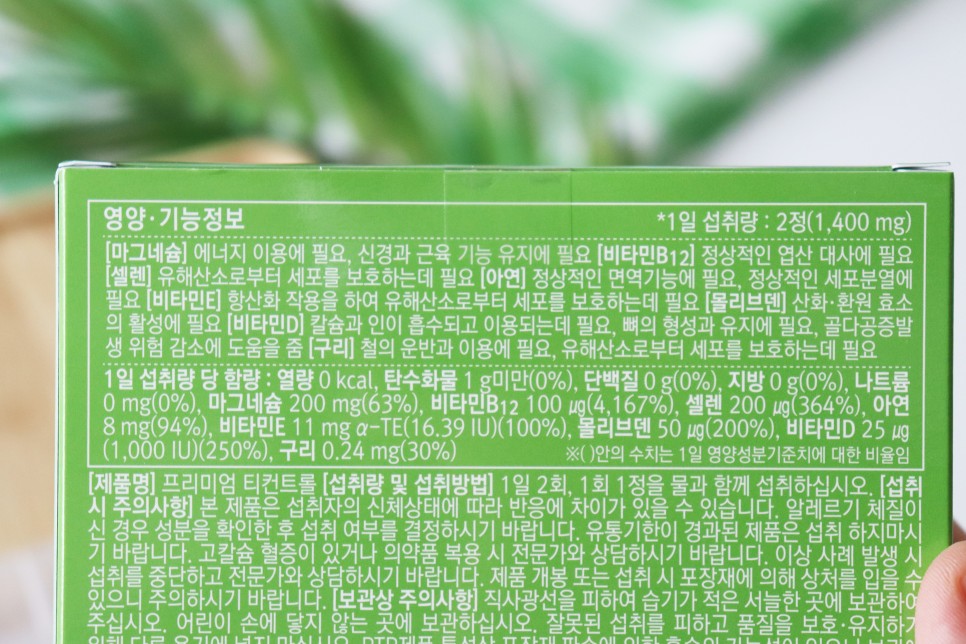 영양·기능정보 *1일 섭취량 : 2정(1,400 mg)
[마그네슘] 에너지 이용에 필요, 신경과 근육 기능 유지에 필요 [비타민B12] 정상적인 엽산 대사에 필요
[셀렌] 유해산소로부터 세포를 보호하는데 필요 [아연] 정상적인 면역기능에 필요, 정상적인 세포분열에
필요 [비타민E] 항산화 작용을 하여 유해산소로부터 세포를 보호하는데 필요 [몰리브덴] 산화·환원 효소
의 활성에 필요 [비타민D] 칼슘과 인이 흡수되고 이용되는데 필요, 뼈의 형성과 유지에 필요, 골다공증발
생 위험 감소에 도움을 줌 [구리] 철의 운반과 이용에 필요, 유해산소로부터 세포를 보호하는데 필요
1일 섭취량 당 함량 : 열량 0 kcal, 탄수화물 1 g미만(0%), 단백질 0 g(0%), 지방 0 g(0%), 나트륨
0 mg(0%), 마그네슘 200 mg(63%), 비타민B12 100 ㎍(4,167%), 셀렌 200 ㎍(364%), 아연
8 mg(94%), 비타민E 11 mg α-TE(16.39 IU)(100%), 몰리브덴 50 ㎍(200%), 비타민D 25 ㎍
(1,000 IU)(250%), 구리 0.24 mg(30%) ※( )안의 수치는 1일 영양성분기준치에 대한 비율임
[제품명] 프리미엄 티컨트롤 [섭취량 및 섭취방법] 1일 2회, 1회 1정을 물과 함께 섭취하십시오. [섭취
시 주의사항] 본 제품은 섭취자의 신체상태에 따라 반응에 차이가 있을 수 있습니다. 알레르기 체질이
신 경우 성분을 확인한 후 섭취 여부를 결정하시기 바랍니다. 유통기한이 경과된 제품은 섭취 하지마시
기 바랍니다. 고칼슘 혈증이 있거나 의약품 복용 시 전문가와 상담하시기 바랍니다. 이상 사례 발생 시
섭취를 중단하고 전문가와 상담하시기 바랍니다. 제품 개봉 또는 섭취 시 포장재에 의해 상처를 입을 수
있으니 주의하시기 바랍니다. [보관상 주의사항] 직사광선을 피하여 습기가 적은 서늘한 곳에 보관하여
주십시오. 어린이 손에 닿지 않는 곳에 보관하십시오. 잘못된 섭취를 피하고 품질을 보호·유지하기